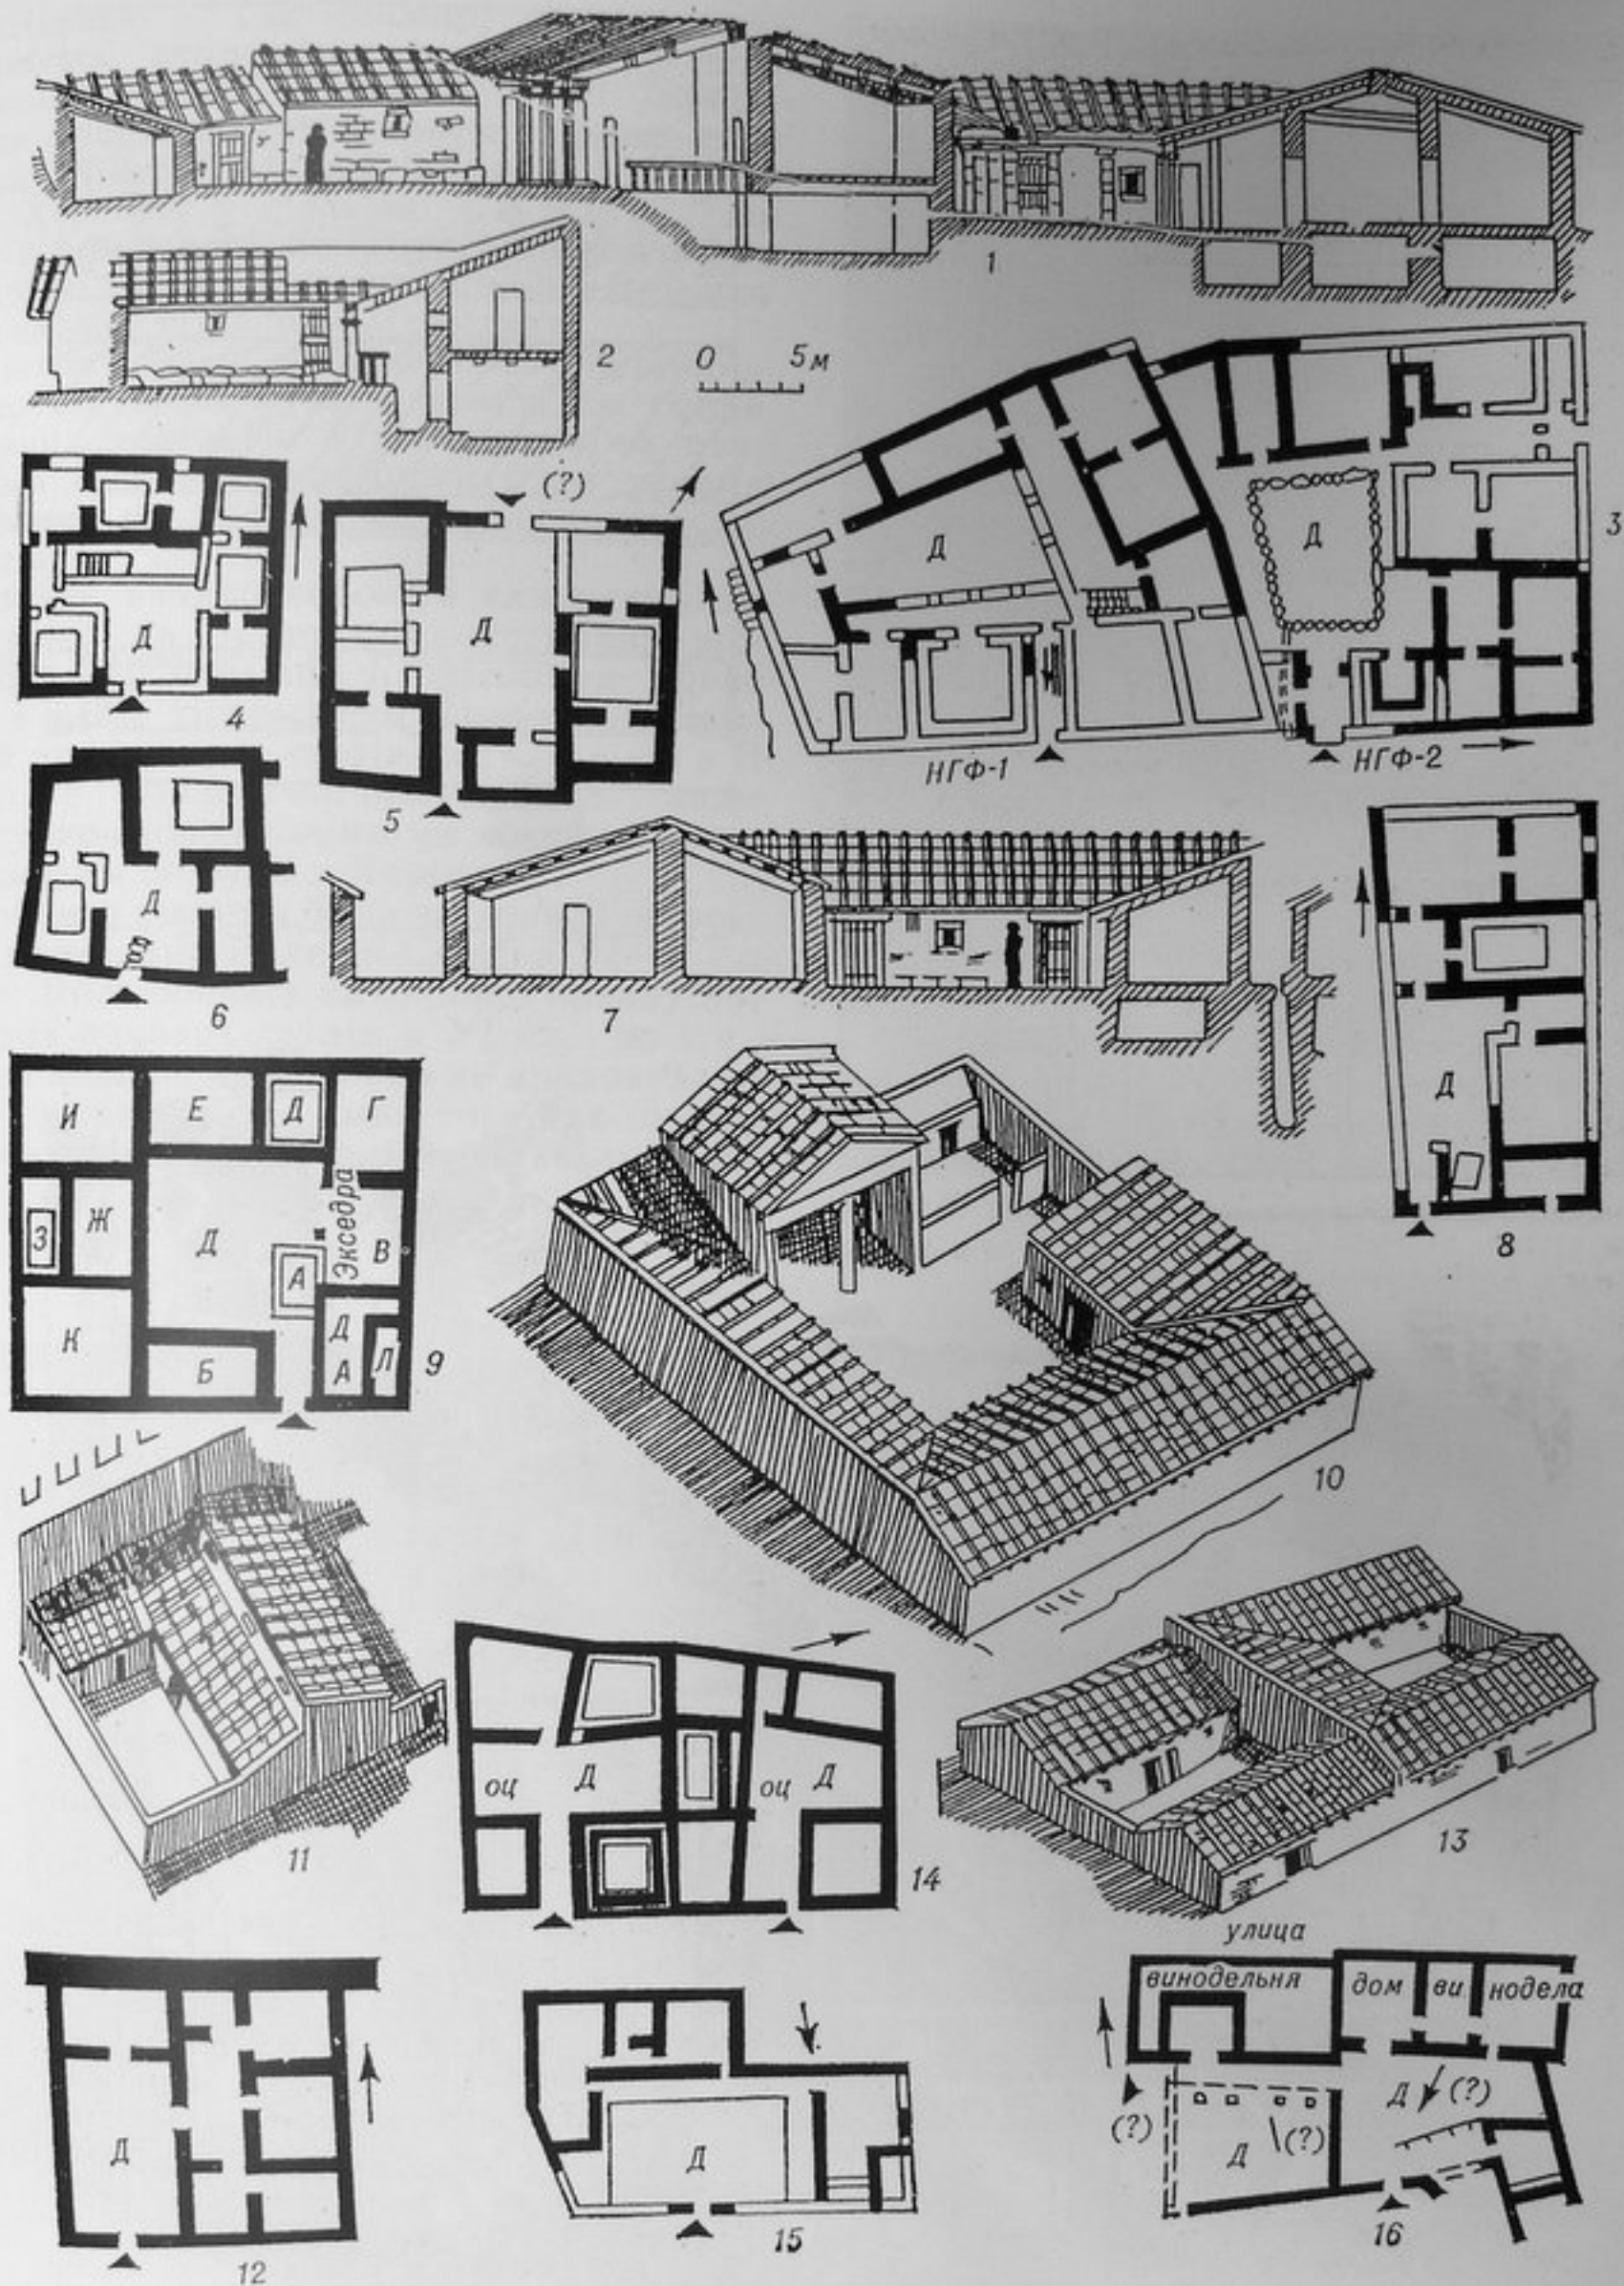 1
2
0 5м
(?)
3
Д
Д
Д
Д
4
5
НГФ-1
НГФ-2
6
Д
7
8
Д
И Е Д Г
З Ж Д А Экседра В
К Б Д А Л
9
10
11
ОЦ Д ОЦ Д
14
13
улица
винодельня дом ви нодела
Д (?)
(?)
Д (?)
16
Д
12
Д
15